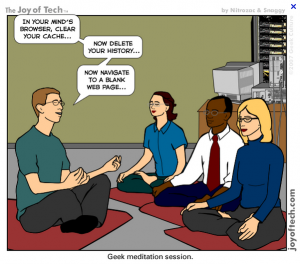 The Joy of Tech™
by Nitrozac & Snaggy
IN YOUR MIND'S
BROWSER, CLEAR
YOUR CACHE...
NOW DELETE
YOUR HISTORY...
NOW NAVIGATE
TO A BLANK
WEB PAGE...
joyoftech.com
Geek meditation session.